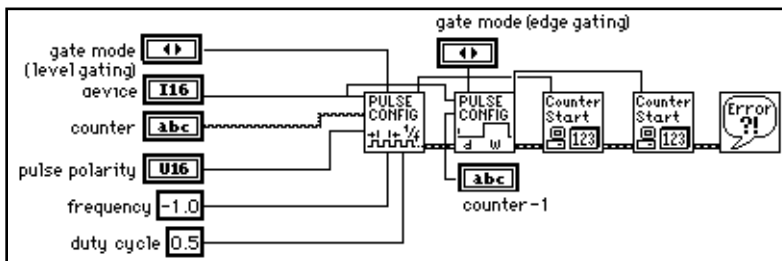 gate mode (edge gating)
gate mode
(level gating)
device
I16
counter
abc
pulse polarity
U16
frequency
-1.0
duty cycle
0.5
PULSE
CONFIG
PULSE
CONFIG
d W
abc
counter-1
Counter
Start
123
Counter
Start
123
Error
?!